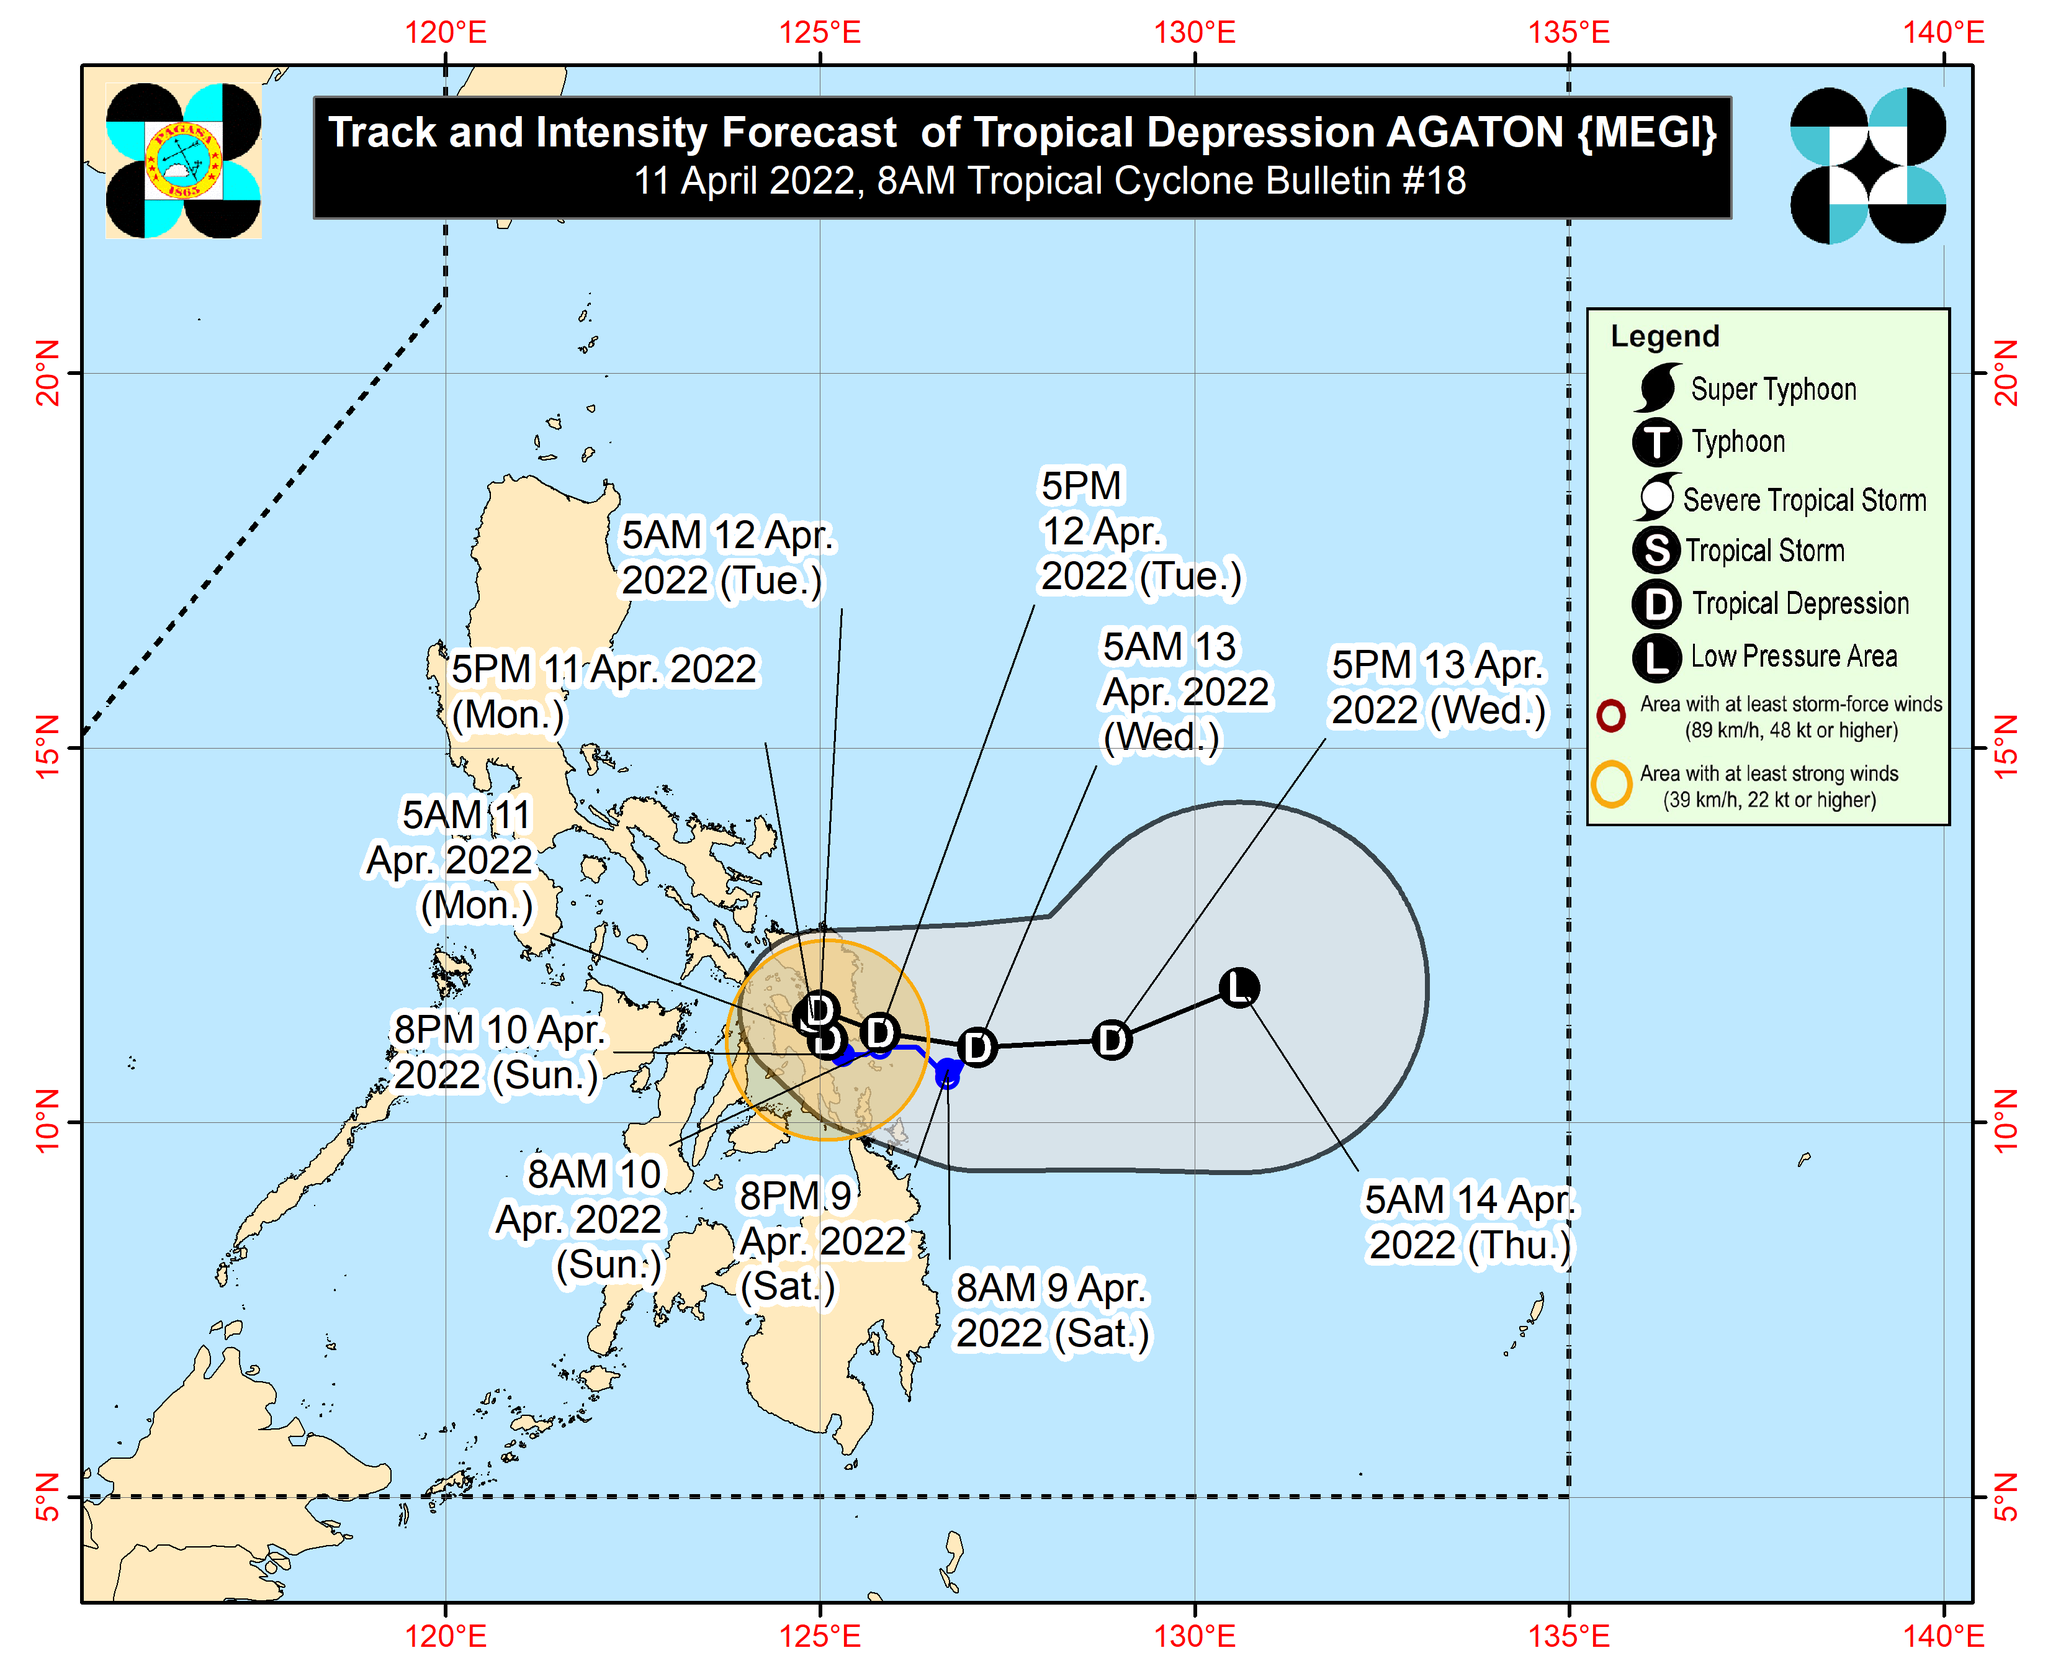 120°E 125°E 130°E 135°E 140°E
PAGASA
1865
Track and Intensity Forecast of Tropical Depression AGATON {MEGI}
11 April 2022, 8AM Tropical Cyclone Bulletin #18
20°N 20°N
Legend
Super Typhoon
T Typhoon
Severe Tropical Storm
S Tropical Storm
D Tropical Depression
L Low Pressure Area
Area with at least storm-force winds
(89 km/h, 48 kt or higher)
Area with at least strong winds
(39 km/h, 22 kt or higher)
5PM
12 Apr.
2022 (Tue.)
5AM 12 Apr.
2022 (Tue.)
5AM 13
Apr. 2022
(Wed.)
5PM 13 Apr.
2022 (Wed.)
5PM 11 Apr. 2022
(Mon.)
15°N 15°N
5AM 11
Apr. 2022
(Mon.)
L
D
D
D
D
D
8PM 10 Apr.
2022 (Sun.)
10°N 10°N
8AM 10
Apr. 2022
(Sun.)
8PM 9
Apr. 2022
(Sat.)
5AM 14 Apr.
2022 (Thu.)
8AM 9 Apr.
2022 (Sat.)
5°N 5°N
120°E 125°E 130°E 135°E 140°E